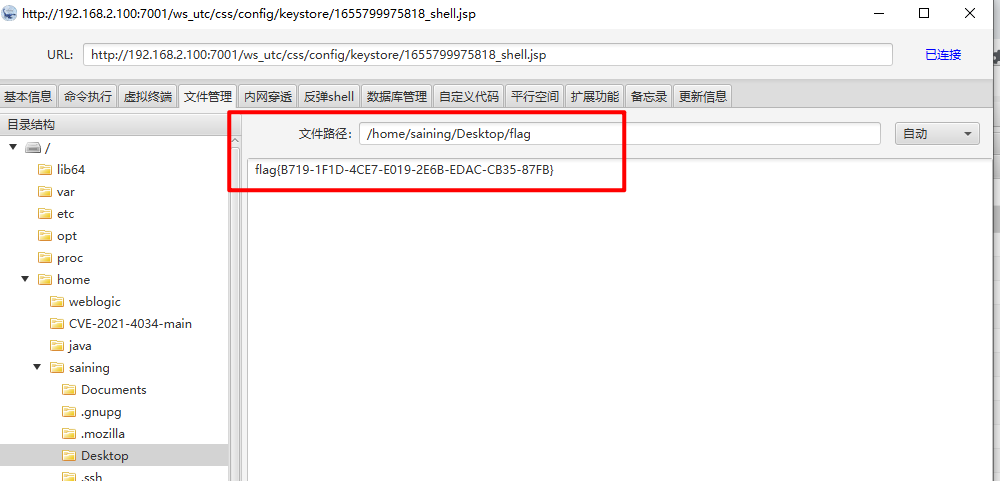 http://192.168.2.100:7001/ws_utc/css/config/keystore/1655799975818_shell.jsp
URL: http://192.168.2.100:7001/ws_utc/css/config/keystore/1655799975818_shell.jsp 已连接
基本信息 命令执行 虚拟终端 文件管理 内网穿透 反弹shell 数据库管理 自定义代码 平行空间 扩展功能 备忘录 更新信息
目录结构
文件路径: /home/saining/Desktop/flag 自动
flag{B719-1F1D-4CE7-E019-2E6B-EDAC-CB35-87FB}
/
lib64
var
etc
opt
proc
home
weblogic
CVE-2021-4034-main
java
saining
Documents
.gnupg
.mozilla
Desktop
.ssh